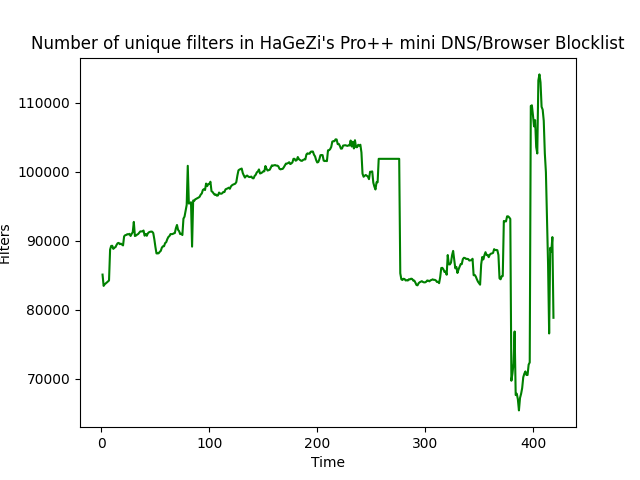 Number of unique filters in HaGeZi's Pro++ mini DNS/Browser Blocklist
110000
100000
90000
80000
70000
Filters
0 100 200 300 400
Time